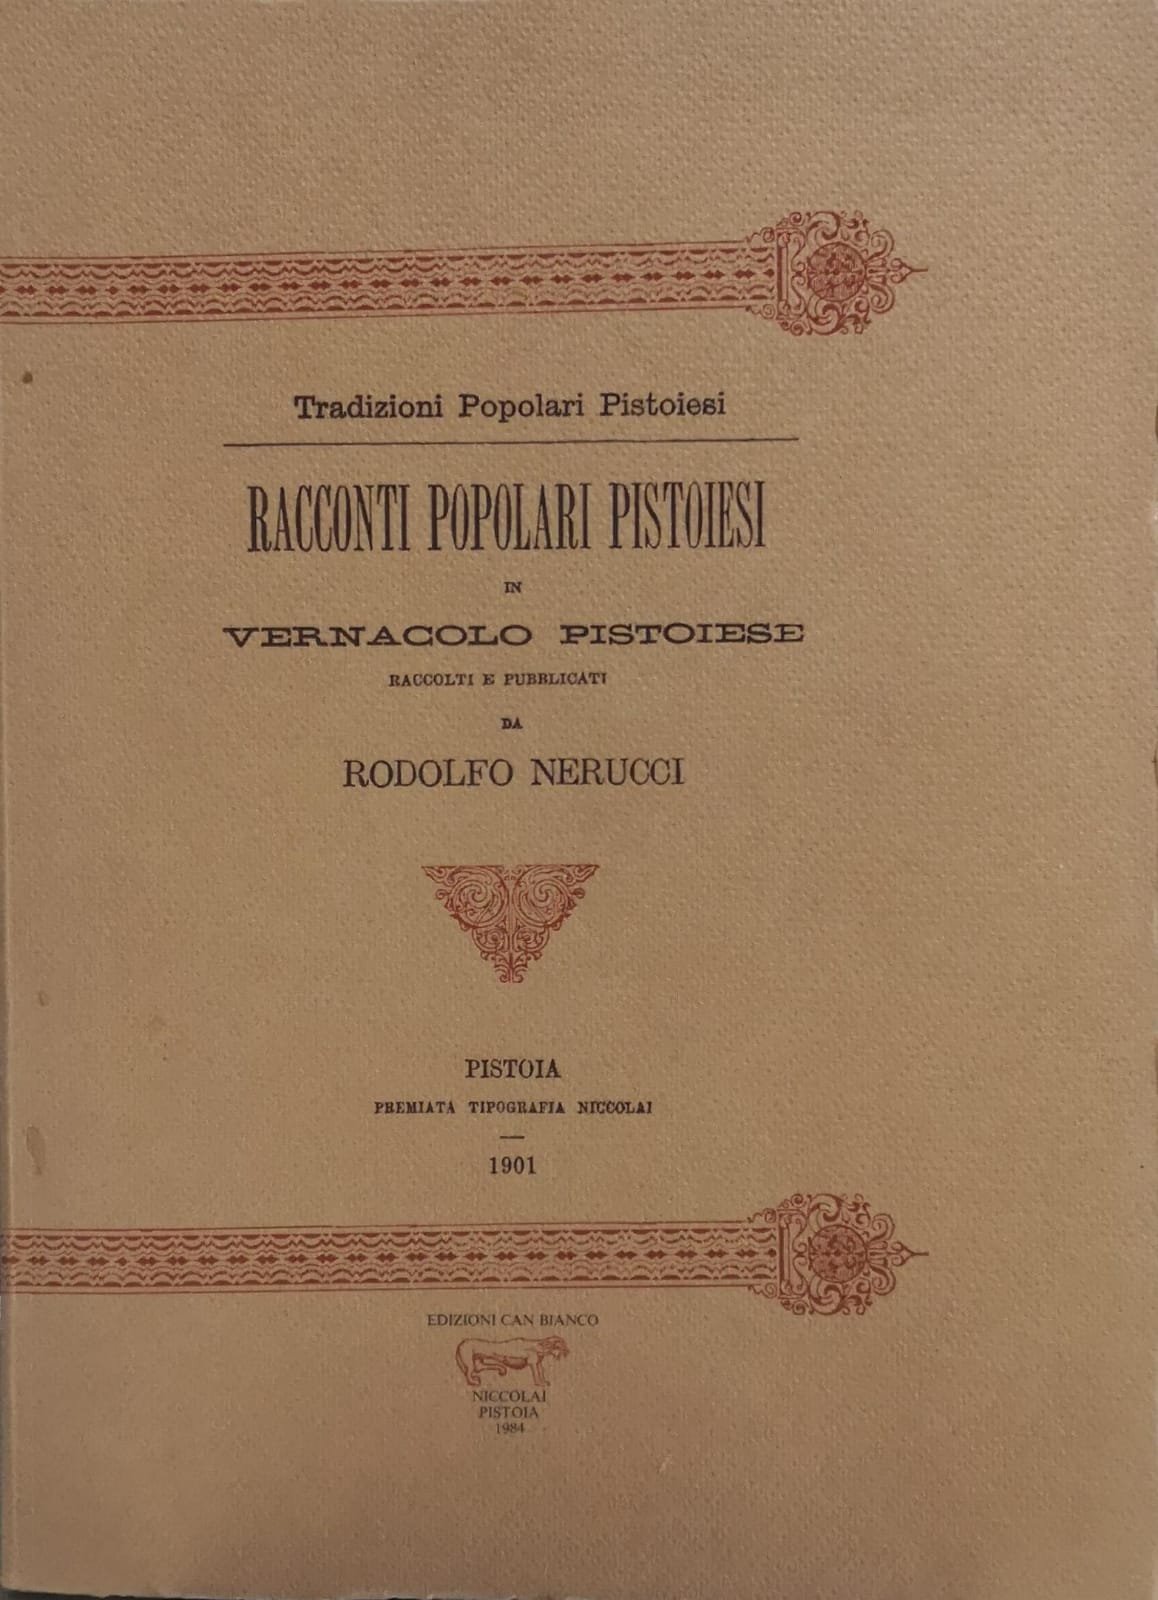 Tradizioni Popolari Pistoiesi
RACCONTI POPOLARI PISTOIESI
IN
VERNACOLO PISTOIESE
RACCOLTI E PUBBLICATI
DA
RODOLFO NERUCCI
PISTOIA
PREMIATA TIPOGRAFIA NICCOLAI
1901
EDIZIONI CAN BIANCO
NICCOLAI
PISTOIA
1984